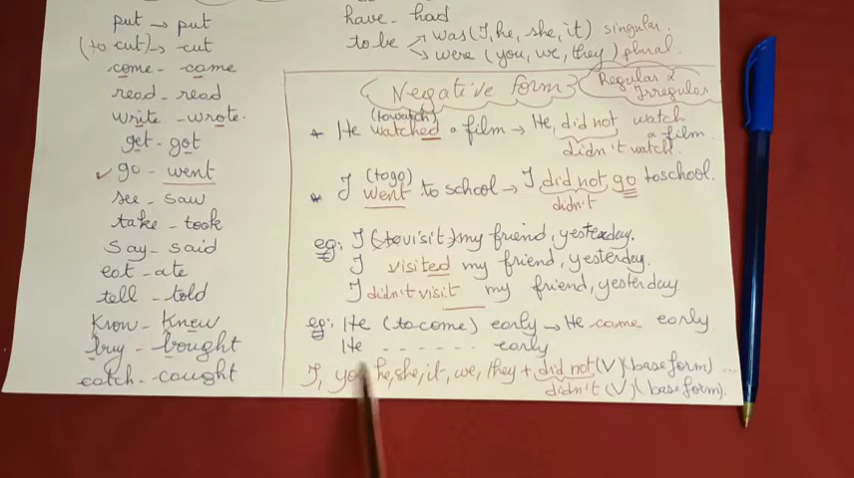 put → put
(to cut) → cut
come - came
read - read
write - wrote.
get - got
go - went
see - saw
take - took
say - said
eat - ate
tell - told
Know - Knew
buy - bought
catch - caught
have - had
to be → was (I, he, she, it) singular.
→ were (you, we, they) plural.
Negative form
Regular & Irregular
(to watch)
* He watched a film → He, did not watch a film.
didn't watch.
(to go)
* I went to school → I did not go to school.
didn't
eg: I (to visit) my friend, yesterday.
I visited my friend, yesterday.
I didn't visit my friend, yesterday
eg: He (to come) early → He came early.
He - - - - - - early
I, you he, she, it, we, they + did not (V)(base form) ...
didn't (V)(base form).